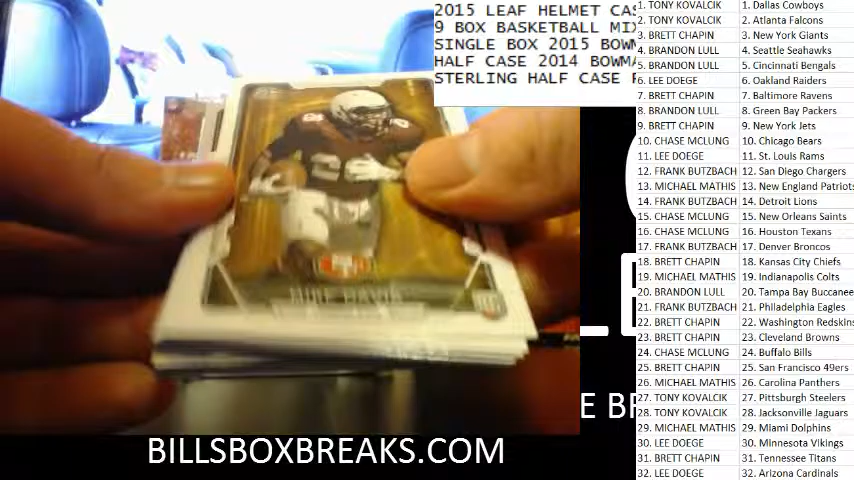 2015 LEAF HELMET CAS
9 BOX BASKETBALL MIX
SINGLE BOX 2015 BOWM
HALF CASE 2014 BOWMA
STERLING HALF CASE
1. TONY KOVALCIK 1. Dallas Cowboys
2. TONY KOVALCIK 2. Atlanta Falcons
3. BRETT CHAPIN 3. New York Giants
4. BRANDON LULL 4. Seattle Seahawks
5. BRANDON LULL 5. Cincinnati Bengals
6. LEE DOEGE 6. Oakland Raiders
7. BRETT CHAPIN 7. Baltimore Ravens
8. BRANDON LULL 8. Green Bay Packers
9. BRETT CHAPIN 9. New York Jets
10. CHASE MCLUNG 10. Chicago Bears
11. LEE DOEGE 11. St. Louis Rams
12. FRANK BUTZBACH 12. San Diego Chargers
13. MICHAEL MATHIS 13. New England Patriots
14. FRANK BUTZBACH 14. Detroit Lions
15. CHASE MCLUNG 15. New Orleans Saints
16. CHASE MCLUNG 16. Houston Texans
17. FRANK BUTZBACH 17. Denver Broncos
18. BRETT CHAPIN 18. Kansas City Chiefs
19. MICHAEL MATHIS 19. Indianapolis Colts
20. BRANDON LULL 20. Tampa Bay Buccanee
21. FRANK BUTZBACH 21. Philadelphia Eagles
22. BRETT CHAPIN 22. Washington Redskins
23. BRETT CHAPIN 23. Cleveland Browns
24. CHASE MCLUNG 24. Buffalo Bills
25. BRETT CHAPIN 25. San Francisco 49ers
26. MICHAEL MATHIS 26. Carolina Panthers
27. TONY KOVALCIK 27. Pittsburgh Steelers
28. TONY KOVALCIK 28. Jacksonville Jaguars
29. MICHAEL MATHIS 29. Miami Dolphins
30. LEE DOEGE 30. Minnesota Vikings
31. BRETT CHAPIN 31. Tennessee Titans
32. LEE DOEGE 32. Arizona Cardinals
E BR
BILLSBOXBREAKS.COM